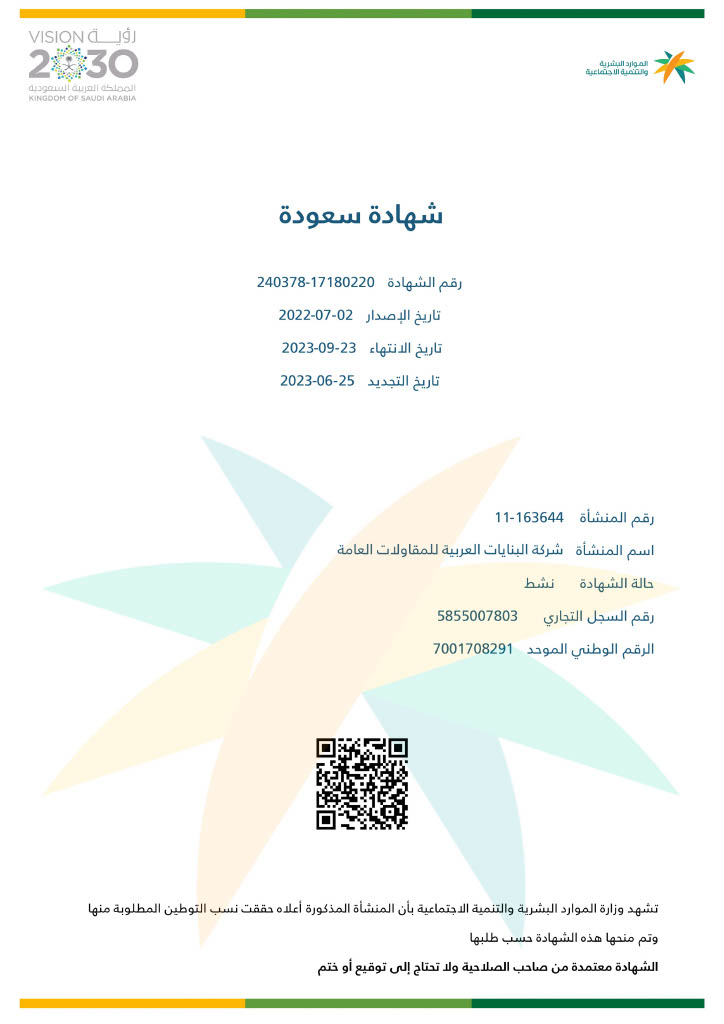 VISION رؤيـــة
2030
المملكة العربية السعودية
KINGDOM OF SAUDI ARABIA
الموارد البشرية
والتنمية الاجتماعية
شهادة سعودة
رقم الشهادة 240378-17180220
تاريخ الإصدار 2022-07-02
تاريخ الانتهاء 2023-09-23
تاريخ التجديد 2023-06-25
رقم المنشأة 11-163644
اسم المنشأة شركة البنايات العربية للمقاولات العامة
حالة الشهادة نشط
رقم السجل التجاري 5855007803
الرقم الوطني الموحد 7001708291
تشهد وزارة الموارد البشرية والتنمية الاجتماعية بأن المنشأة المذكورة أعلاه حققت نسب التوطين المطلوبة منها
وتم منحها هذه الشهادة حسب طلبها
الشهادة معتمدة من صاحب الصلاحية ولا تحتاج إلى توقيع أو ختم